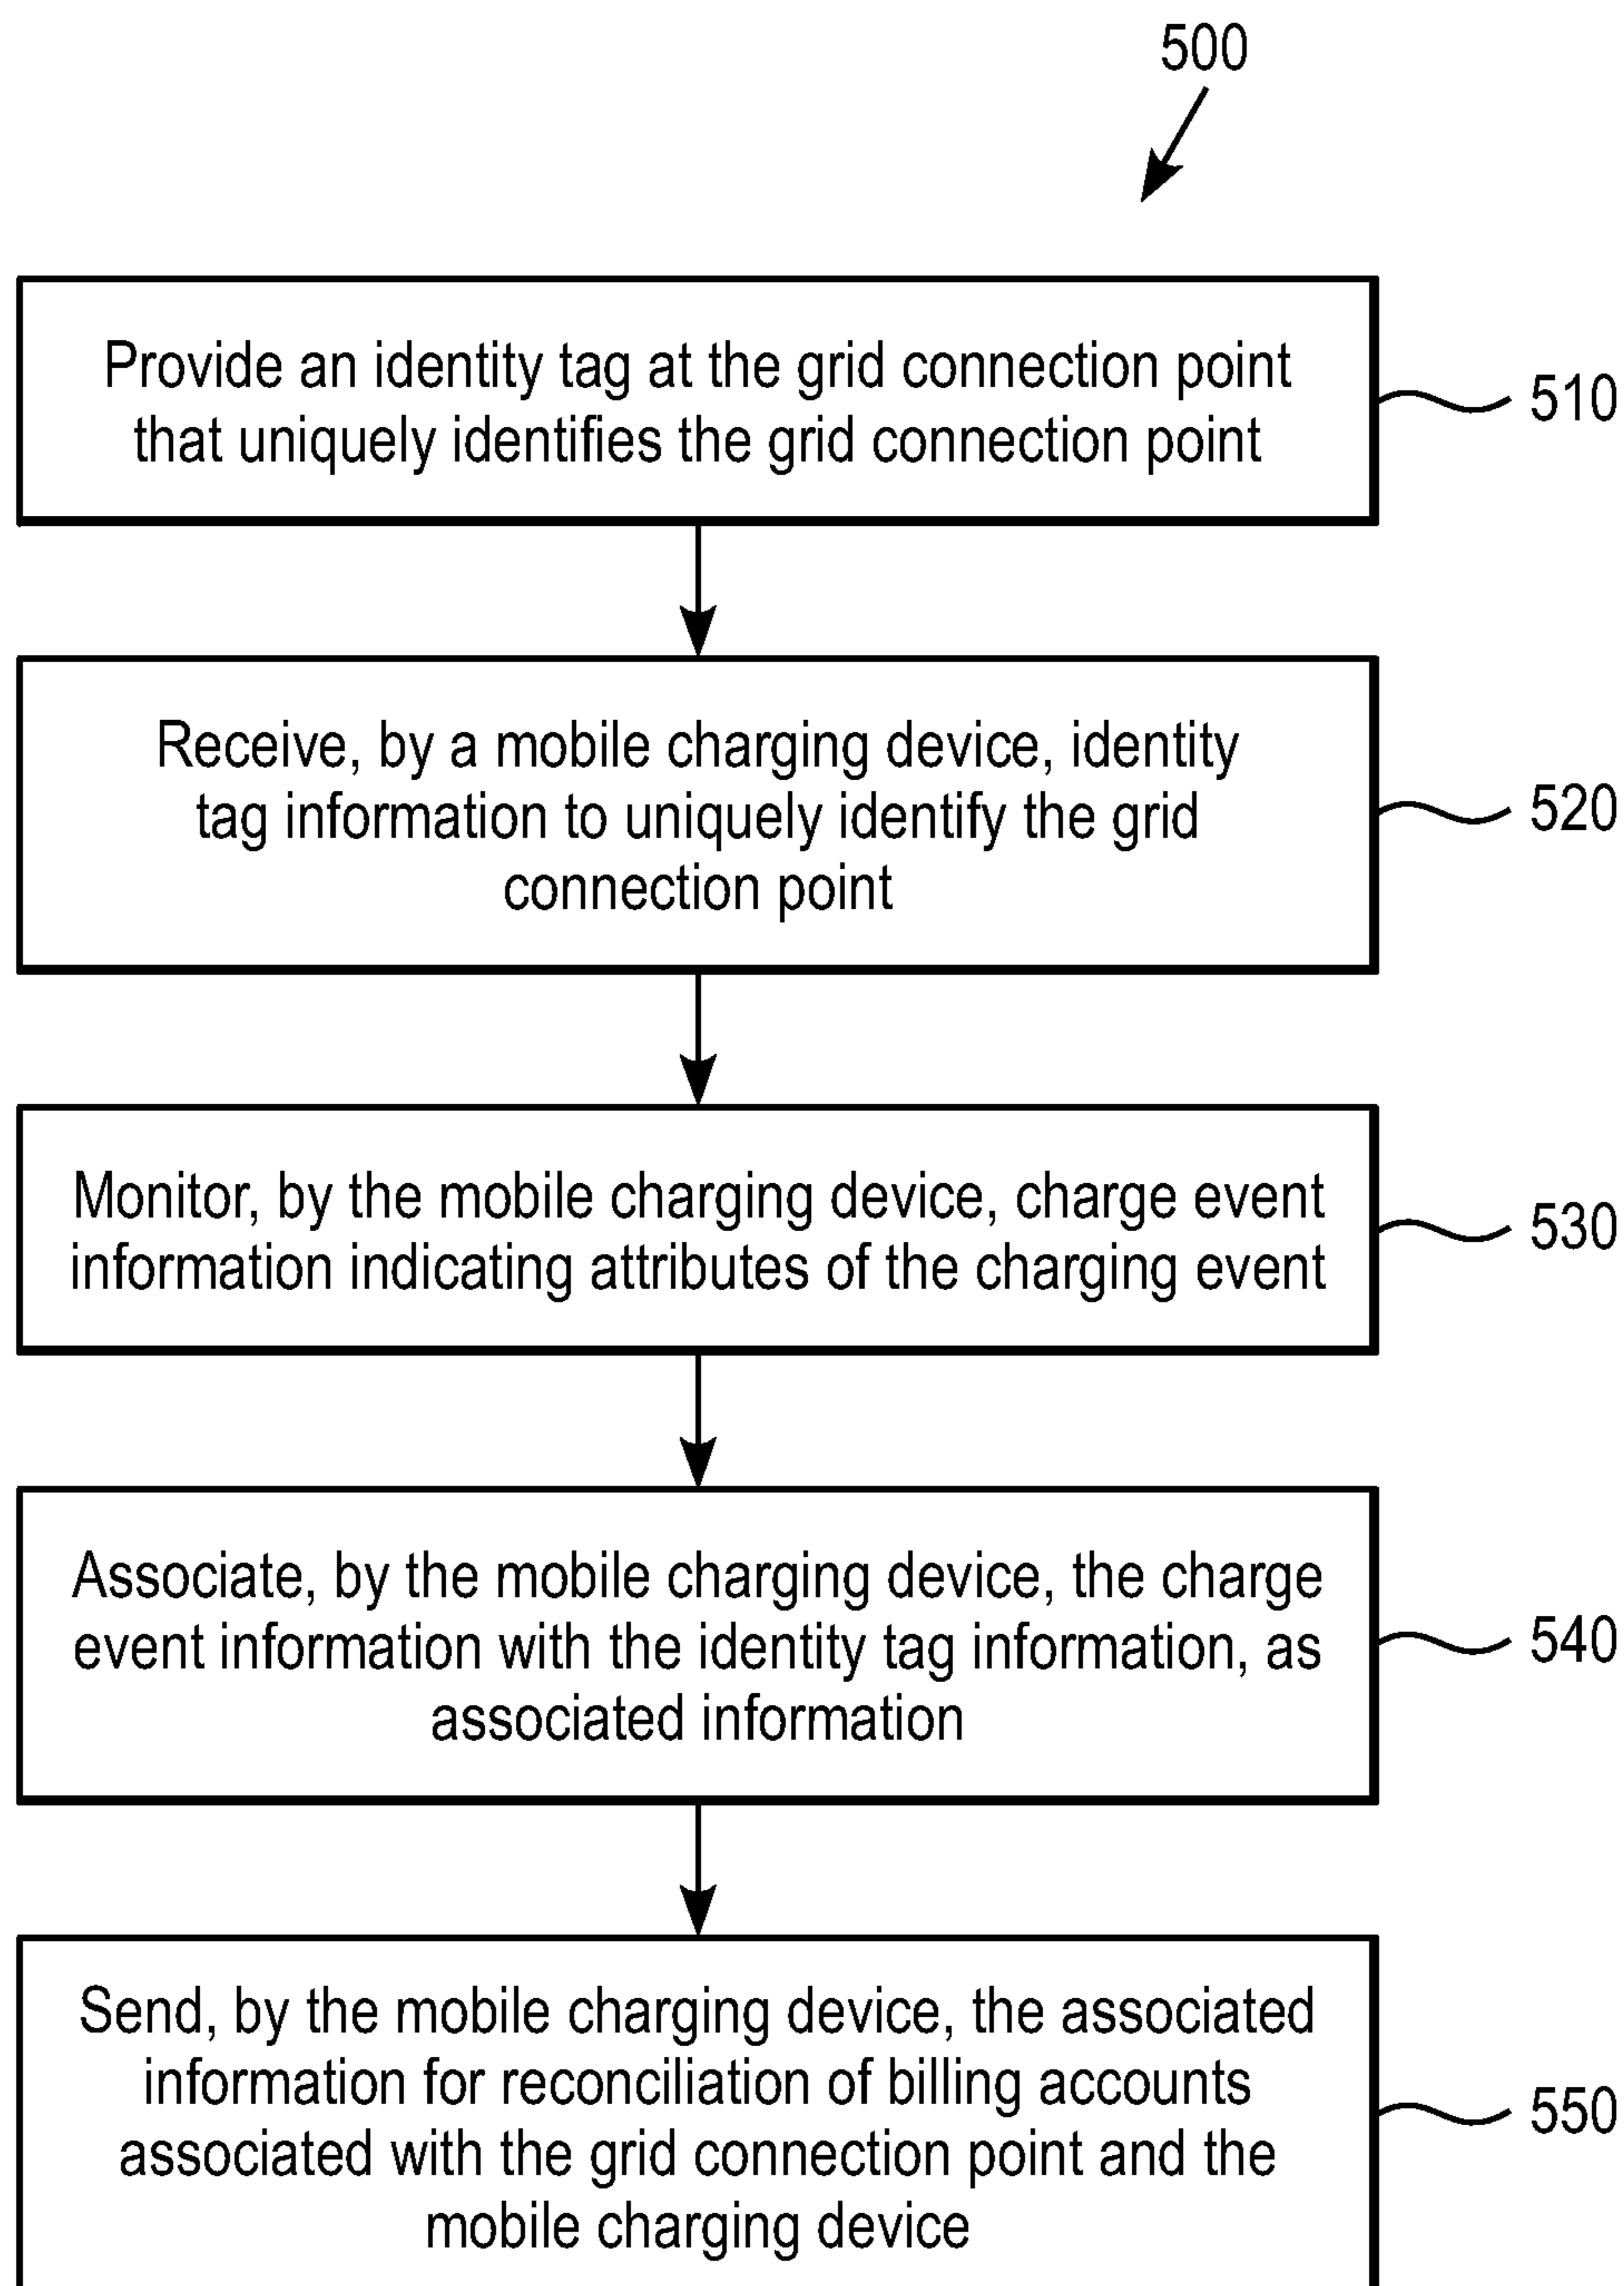 500
Provide an identity tag at the grid connection point
that uniquely identifies the grid connection point
510
Receive, by a mobile charging device, identity
tag information to uniquely identify the grid
connection point
520
Monitor, by the mobile charging device, charge event
information indicating attributes of the charging event
530
Associate, by the mobile charging device, the charge
event information with the identity tag information, as
associated information
540
Send, by the mobile charging device, the associated
information for reconciliation of billing accounts
associated with the grid connection point and the
mobile charging device
550